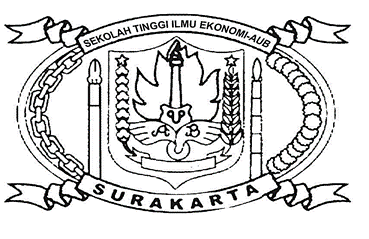 SEKOLAH TINGGI ILMU EKONOMI-AUB
A B
SURAKARTA